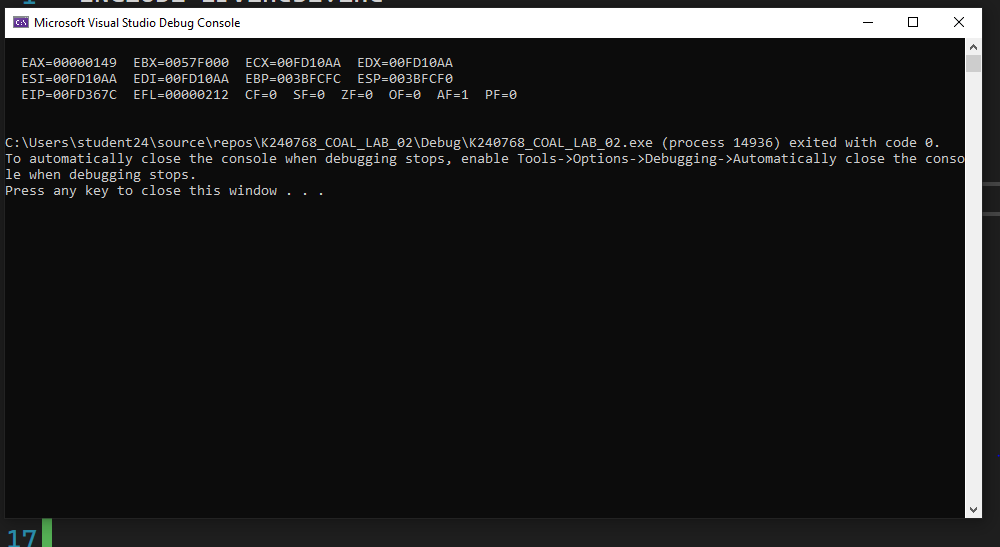 1
Microsoft Visual Studio Debug Console
EAX=00000149  EBX=0057F000  ECX=00FD10AA  EDX=00FD10AA
ESI=00FD10AA  EDI=00FD10AA  EBP=003BFCFC  ESP=003BFCF0
EIP=00FD367C  EFL=00000212  CF=0  SF=0  ZF=0  OF=0  AF=1  PF=0
C:\Users\student24\source\repos\K240768_COAL_LAB_02\Debug\K240768_COAL_LAB_02.exe (process 14936) exited with code 0.
To automatically close the console when debugging stops, enable Tools->Options->Debugging->Automatically close the conso
le when debugging stops.
Press any key to close this window . . .
17